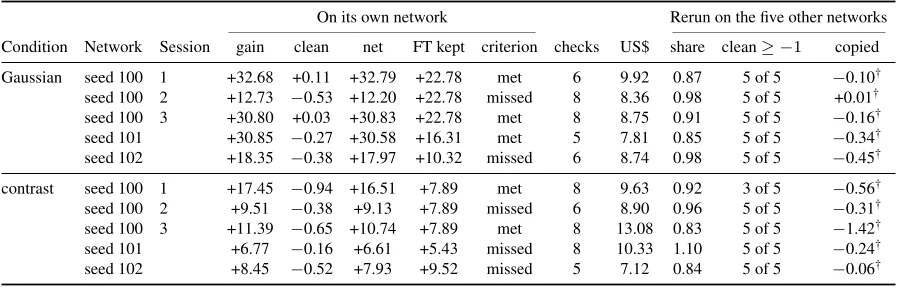 On its own network Rerun on the five other networks
Condition Network Session gain clean net FT kept criterion checks US$ share clean ≥ −1 copied
Gaussian seed 100 1 +32.68 +0.11 +32.79 +22.78 met 6 9.92 0.87 5 of 5 −0.10†
seed 100 2 +12.73 −0.53 +12.20 +22.78 missed 8 8.36 0.98 5 of 5 +0.01†
seed 100 3 +30.80 +0.03 +30.83 +22.78 met 8 8.75 0.91 5 of 5 −0.16†
seed 101 +30.85 −0.27 +30.58 +16.31 met 5 7.81 0.85 5 of 5 −0.34†
seed 102 +18.35 −0.38 +17.97 +10.32 missed 6 8.74 0.98 5 of 5 −0.45†
contrast seed 100 1 +17.45 −0.94 +16.51 +7.89 met 8 9.63 0.92 3 of 5 −0.56†
seed 100 2 +9.51 −0.38 +9.13 +7.89 missed 6 8.90 0.96 5 of 5 −0.31†
seed 100 3 +11.39 −0.65 +10.74 +7.89 met 8 13.08 0.83 5 of 5 −1.42†
seed 101 +6.77 −0.16 +6.61 +5.43 missed 8 10.33 1.10 5 of 5 −0.24†
seed 102 +8.45 −0.52 +7.93 +9.52 missed 5 7.12 0.84 5 of 5 −0.06†